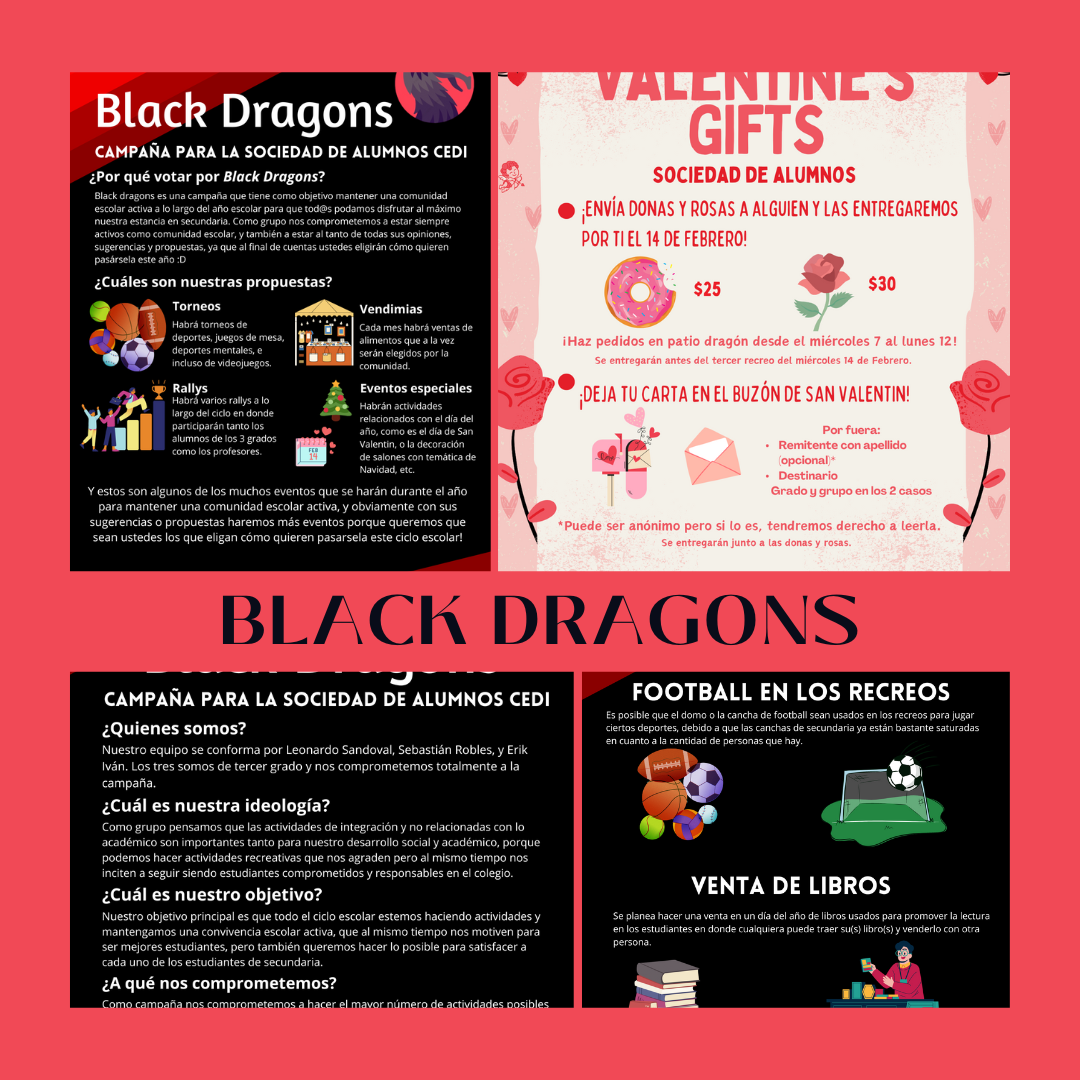 Black Dragons
CAMPAÑA PARA LA SOCIEDAD DE ALUMNOS CEDI
¿Por qué votar por Black Dragons?
Black dragons es una campaña que tiene como objetivo mantener una comunidad
escolar activa a lo largo del año escolar para que tod@s podamos disfrutar al máximo
nuestra estancia en secundaria. Como grupo nos comprometemos a estar siempre
activos como comunidad escolar, y también a estar al tanto de todas sus opiniones,
sugerencias y propuestas, ya que al final de cuentas ustedes eligirán cómo quieren
pasársela este año :D
¿Cuáles son nuestras propuestas?
Torneos
Habrá torneos de
deportes, juegos de mesa,
deportes mentales, e
incluso de videojuegos.
Vendimias
Cada mes habrá ventas de
alimentos que a la vez
serán elegidos por la
comunidad.
Rallys
Habrá varios rallys a lo
largo del ciclo en donde
participarán tanto los
alumnos de los 3 grados
como los profesores.
FEB
14
Eventos especiales
Habrán actividades
relacionados con el día del
año, como es el día de San
Valentin, o la decoración
de salones con temática de
Navidad, etc.
Y estos son algunos de los muchos eventos que se harán durante el año
para mantener una comunidad escolar activa, y obviamente con sus
sugerencias o propuestas haremos más eventos porque queremos que
sean ustedes los que eligan cómo quieren pasarsela este ciclo escolar!
VALENTINE'S
GIFTS
SOCIEDAD DE ALUMNOS
¡ENVÍA DONAS Y ROSAS A ALGUIEN Y LAS ENTREGAREMOS
POR TI EL 14 DE FEBRERO!
$25
$30
¡Haz pedidos en patio dragón desde el miércoles 7 al lunes 12!
Se entregarán antes del tercer recreo del miércoles 14 de Febrero.
¡DEJA TU CARTA EN EL BUZÓN DE SAN VALENTIN!
Por fuera:
• Remitente con apellido
(opcional)*
• Destinario
Grado y grupo en los 2 casos
*Puede ser anónimo pero si lo es, tendremos derecho a leerla.
Se entregarán junto a las donas y rosas.
BLACK DRAGONS
Black Dragons
CAMPAÑA PARA LA SOCIEDAD DE ALUMNOS CEDI
¿Quienes somos?
Nuestro equipo se conforma por Leonardo Sandoval, Sebastián Robles, y Erik
Iván. Los tres somos de tercer grado y nos comprometemos totalmente a la
campaña.
¿Cuál es nuestra ideología?
Como grupo pensamos que las actividades de integración y no relacionadas con lo
académico son importantes tanto para nuestro desarrollo social y académico, porque
podemos hacer actividades recreativas que nos agraden pero al mismo tiempo nos
inciten a seguir siendo estudiantes comprometidos y responsables en el colegio.
¿Cuál es nuestro objetivo?
Nuestro objetivo principal es que todo el ciclo escolar estemos haciendo actividades y
mantengamos una convivencia escolar activa, que al mismo tiempo nos motiven para
ser mejores estudiantes, pero también queremos hacer lo posible para satisfacer a
cada uno de los estudiantes de secundaria.
¿A qué nos comprometemos?
Como campaña nos comprometemos a hacer el mayor número de actividades posibles
FOOTBALL EN LOS RECREOS
Es posible que el domo o la cancha de football sean usados en los recreos para jugar
ciertos deportes, debido a que las canchas de secundaria ya están bastante saturadas
en cuanto a la cantidad de personas que hay.
VENTA DE LIBROS
Se planea hacer una venta en un día del año de libros usados para promover la lectura
en los estudiantes en donde cualquiera puede traer su(s) libro(s) y venderlo con otra
persona.